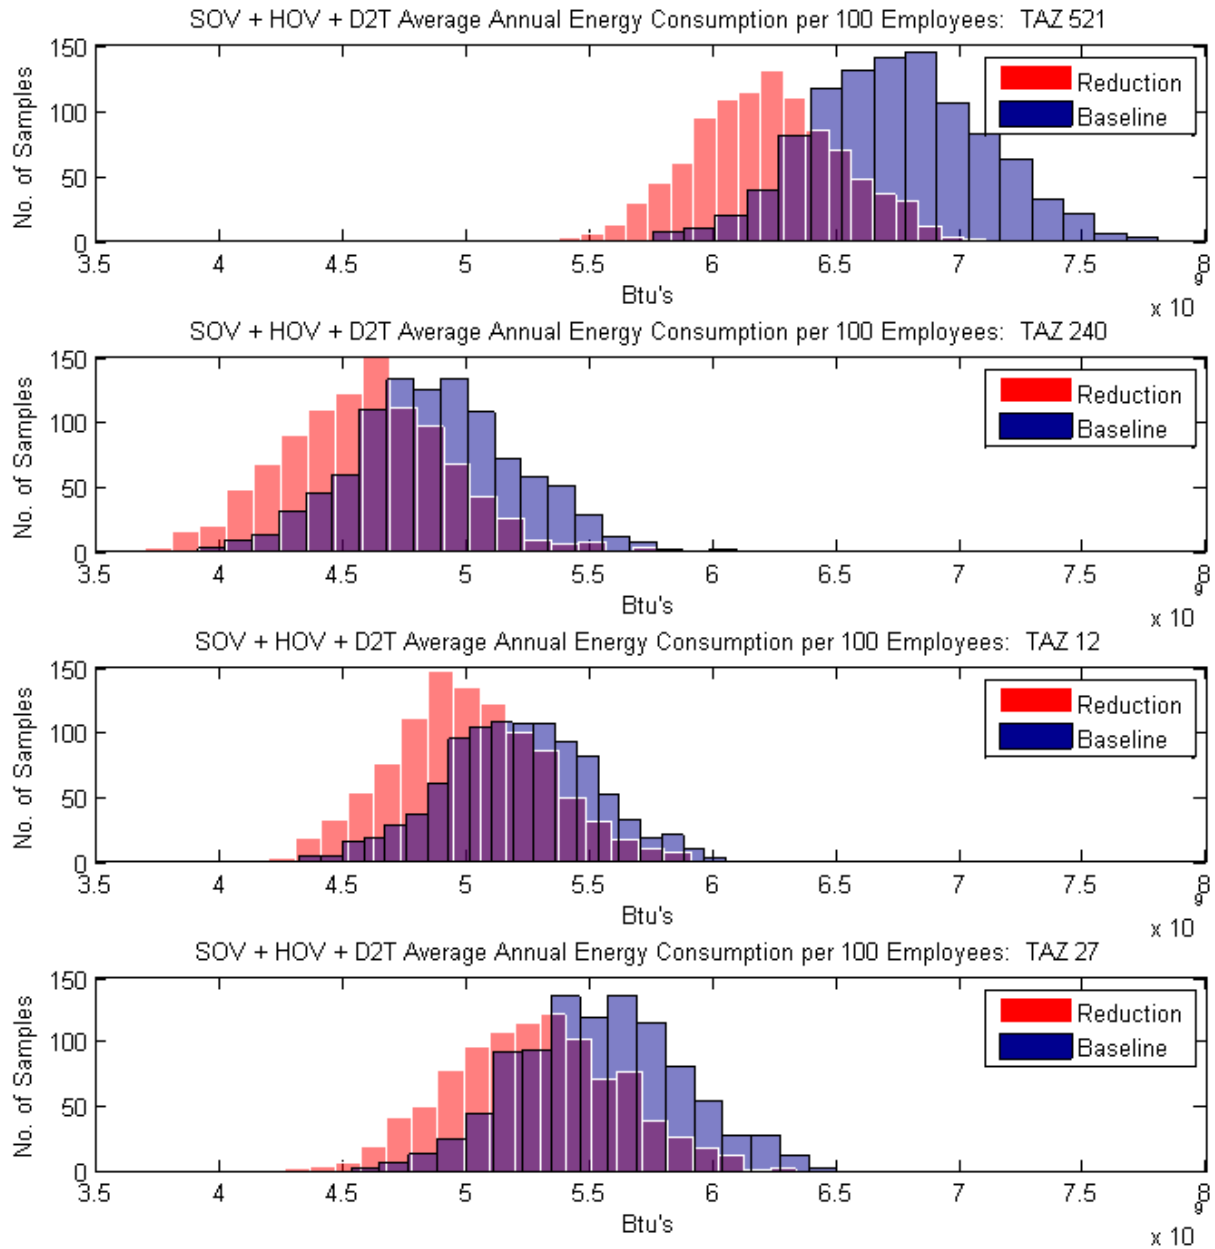 SOV + HOV + D2T Average Annual Energy Consumption per 100 Employees: TAZ 521
No. of Samples
150
100
50
0
Reduction
Baseline
3.5 4 4.5 5 5.5 6 6.5 7 7.5 8
Btu's
x 10 9
SOV + HOV + D2T Average Annual Energy Consumption per 100 Employees: TAZ 240
No. of Samples
150
100
50
0
Reduction
Baseline
3.5 4 4.5 5 5.5 6 6.5 7 7.5 8
Btu's
x 10 9
SOV + HOV + D2T Average Annual Energy Consumption per 100 Employees: TAZ 12
No. of Samples
150
100
50
0
Reduction
Baseline
3.5 4 4.5 5 5.5 6 6.5 7 7.5 8
Btu's
x 10 9
SOV + HOV + D2T Average Annual Energy Consumption per 100 Employees: TAZ 27
No. of Samples
150
100
50
0
Reduction
Baseline
3.5 4 4.5 5 5.5 6 6.5 7 7.5 8
Btu's
x 10 9